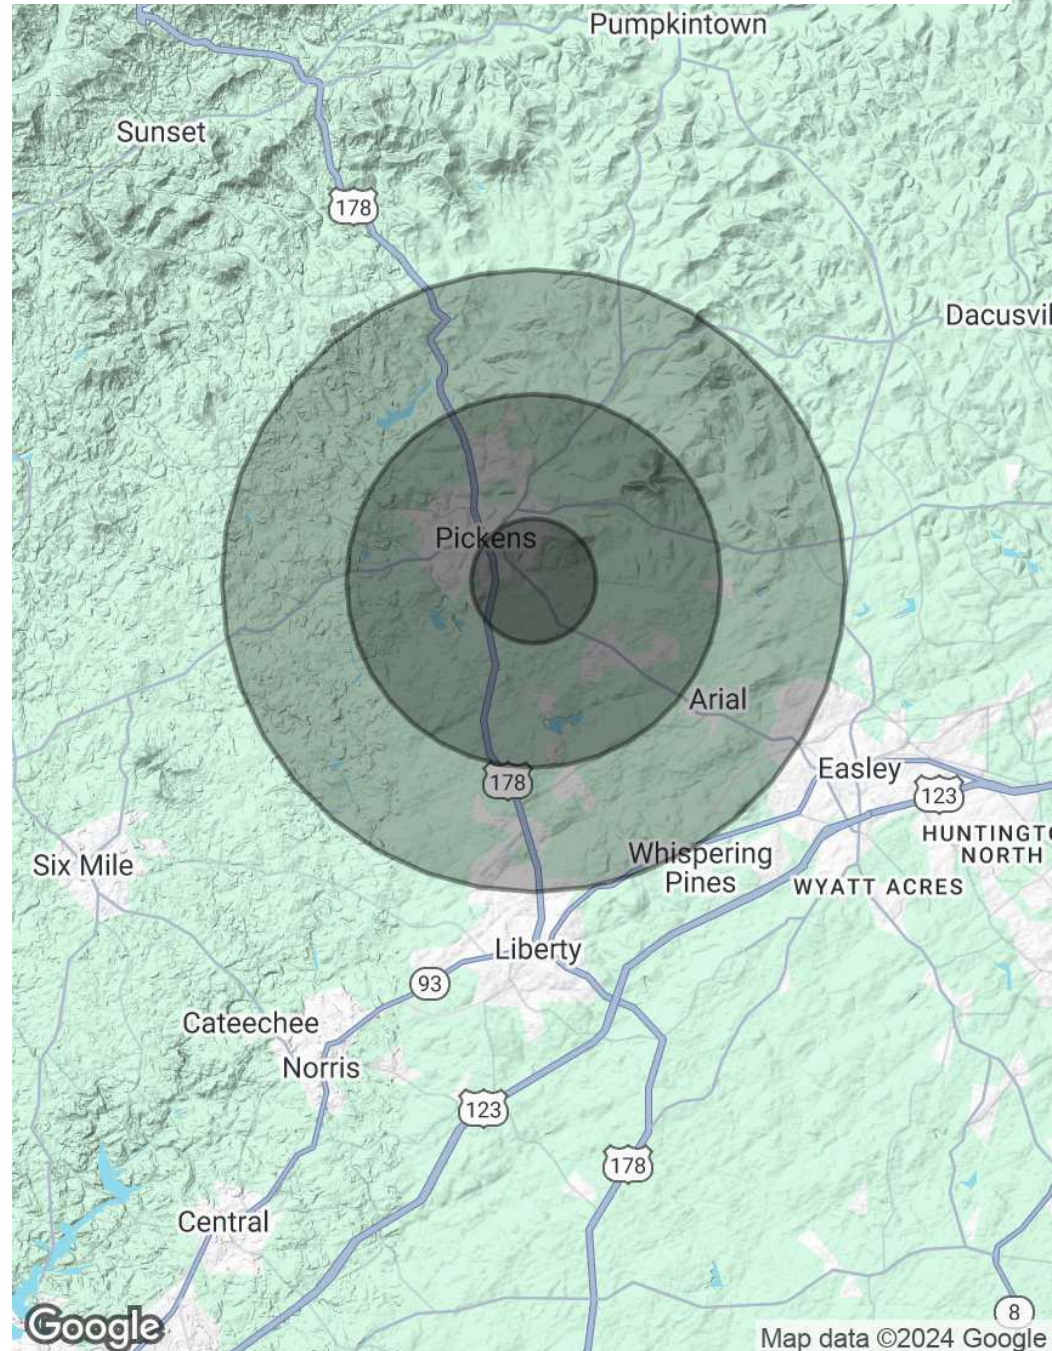 Pumpkintown
Sunset
178
Dacusvil
Pickens
Arial
Easley
178
123
HUNTINGTO
NORTH
Whispering
Pines
Six Mile
WYATT ACRES
Liberty
93
Cateechee
Norris
123
178
Central
8
Google
Map data ©2024 Google